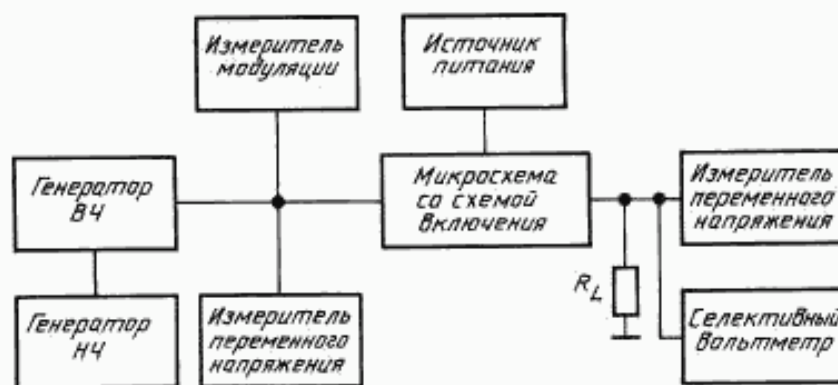 Измеритель
модуляции
Источник
питания
Генератор
ВЧ
Микросхема
со схемой
включения
Измеритель
переменного
напряжения
Генератор
НЧ
Измеритель
переменного
напряжения
R_L
Селективный
вольтметр